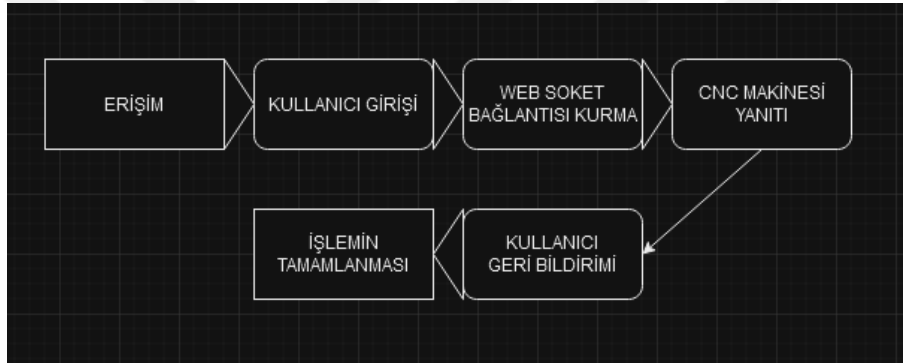 ERİŞİM
KULLANICI GİRİŞİ
WEB SOKET
BAĞLANTISI KURMA
CNC MAKİNESİ
YANITI
KULLANICI
GERİ BİLDİRİMİ
İŞLEMİN
TAMAMLANMASI